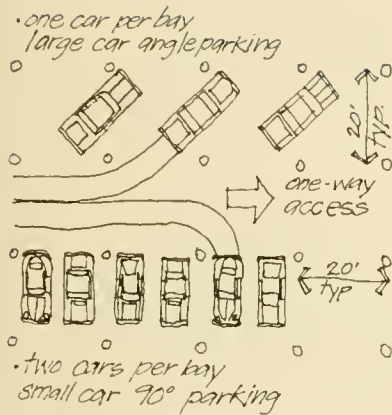 • one car per bay
large car angle parking
20'
typ
one-way
access
20'
typ
• two cars per bay
small car 90° parking